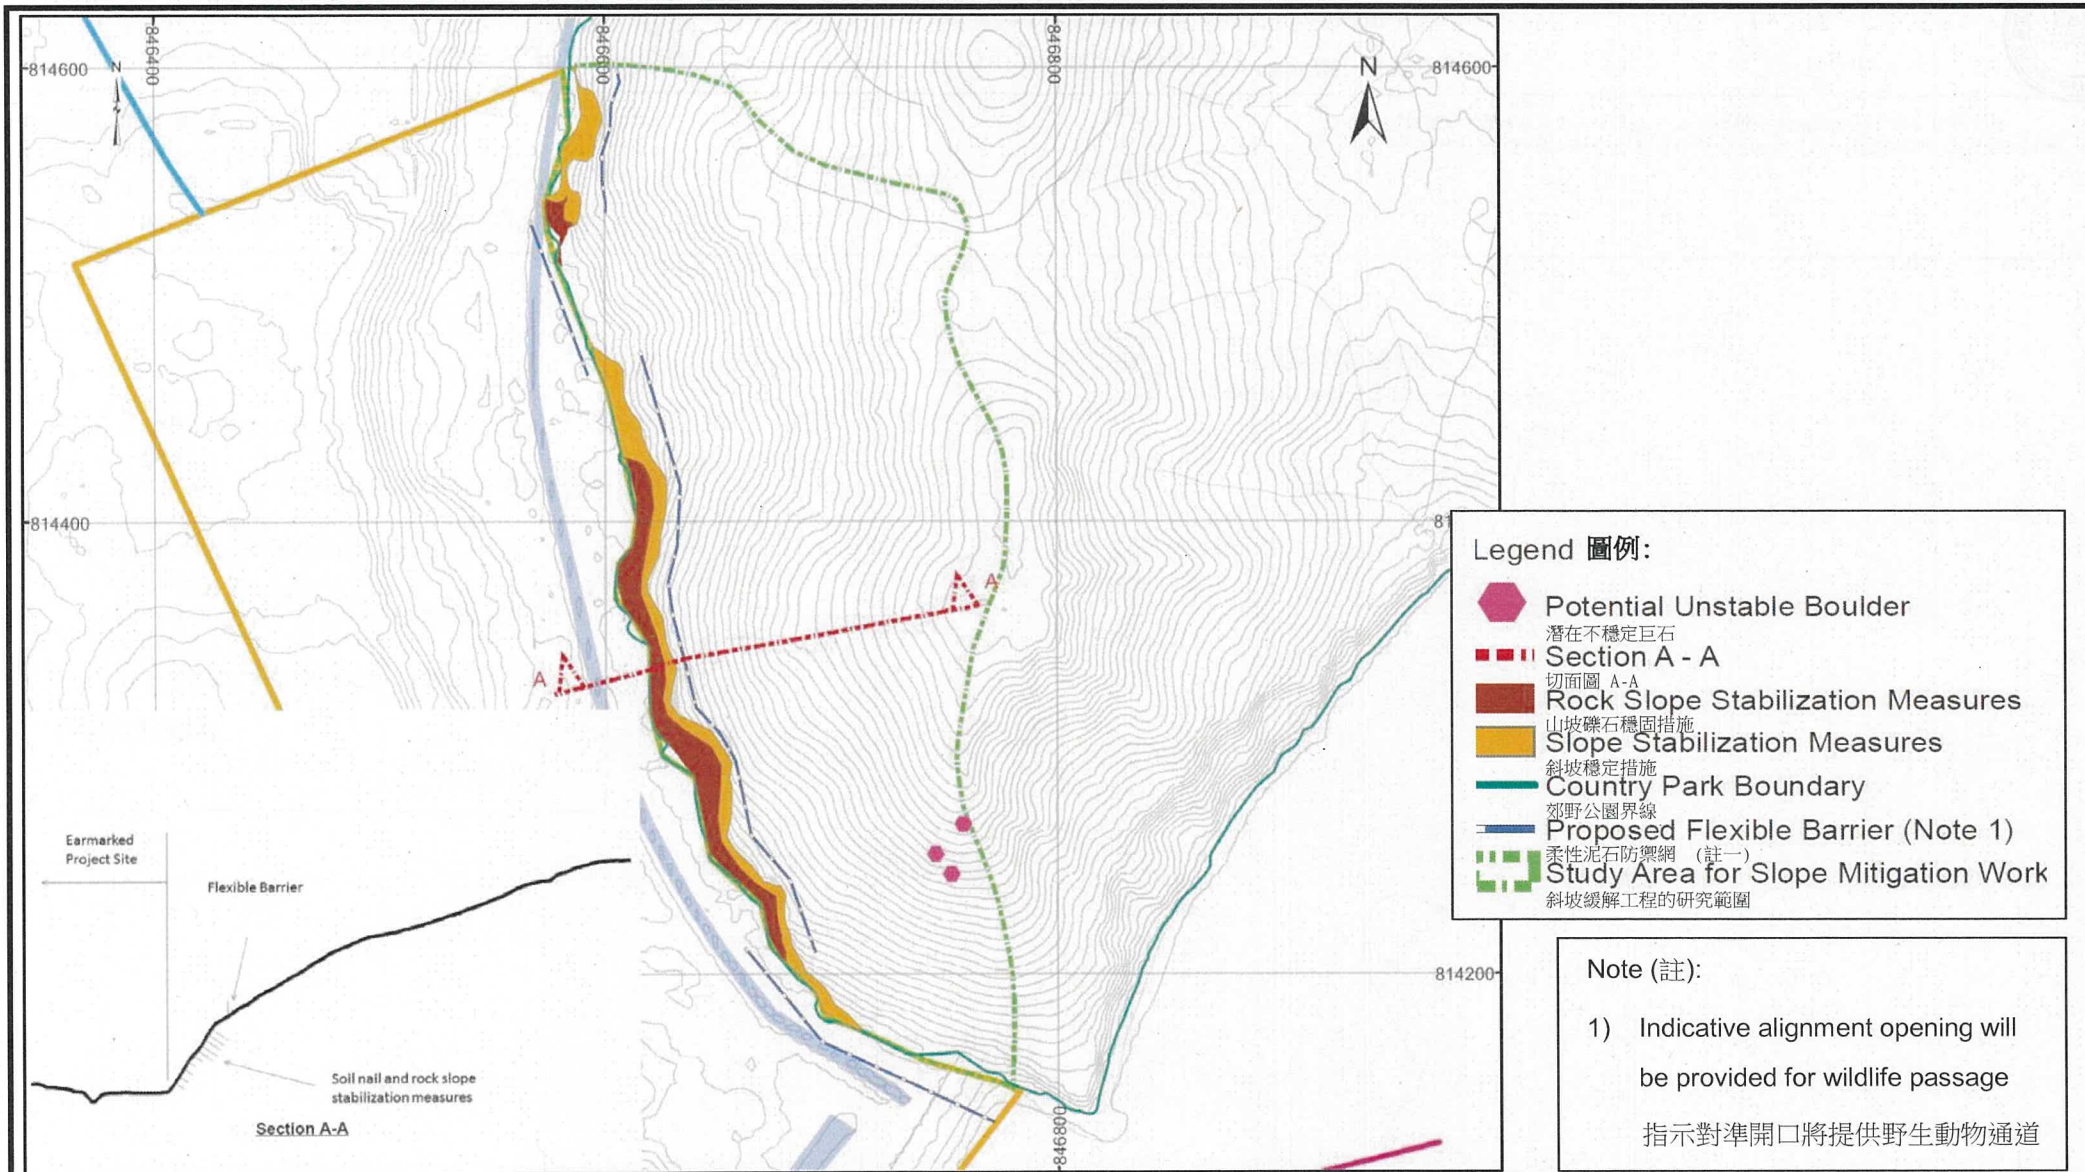 846400
846600
846800
814600
N
N
814600
814400
81
A
A
Legend 圖例:
Potential Unstable Boulder
潛在不穩定巨石
Section A - A
切面圖 A-A
Rock Slope Stabilization Measures
山坡礫石穩固措施
Slope Stabilization Measures
斜坡穩定措施
Country Park Boundary
郊野公園界線
Proposed Flexible Barrier (Note 1)
柔性泥石防禦網 (註一)
Study Area for Slope Mitigation Work
斜坡緩解工程的研究範圍
Earmarked
Project Site
Flexible Barrier
Soil nail and rock slope
stabilization measures
Section A-A
814200
846800
Note (註):
1) Indicative alignment opening will
be provided for wildlife passage
指示對準開口將提供野生動物通道